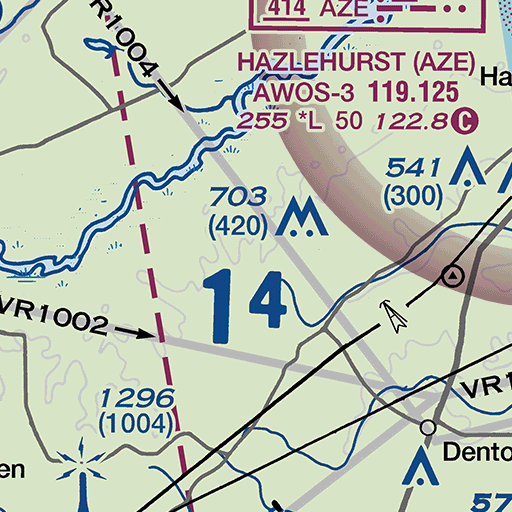 414 AZE
VR1004
HAZLEHURST (AZE)
AWOS-3 119.125
255 *L 50 122.8 C
541
(300)
703
(420)
14
VR1002
1296
(1004)
Dento